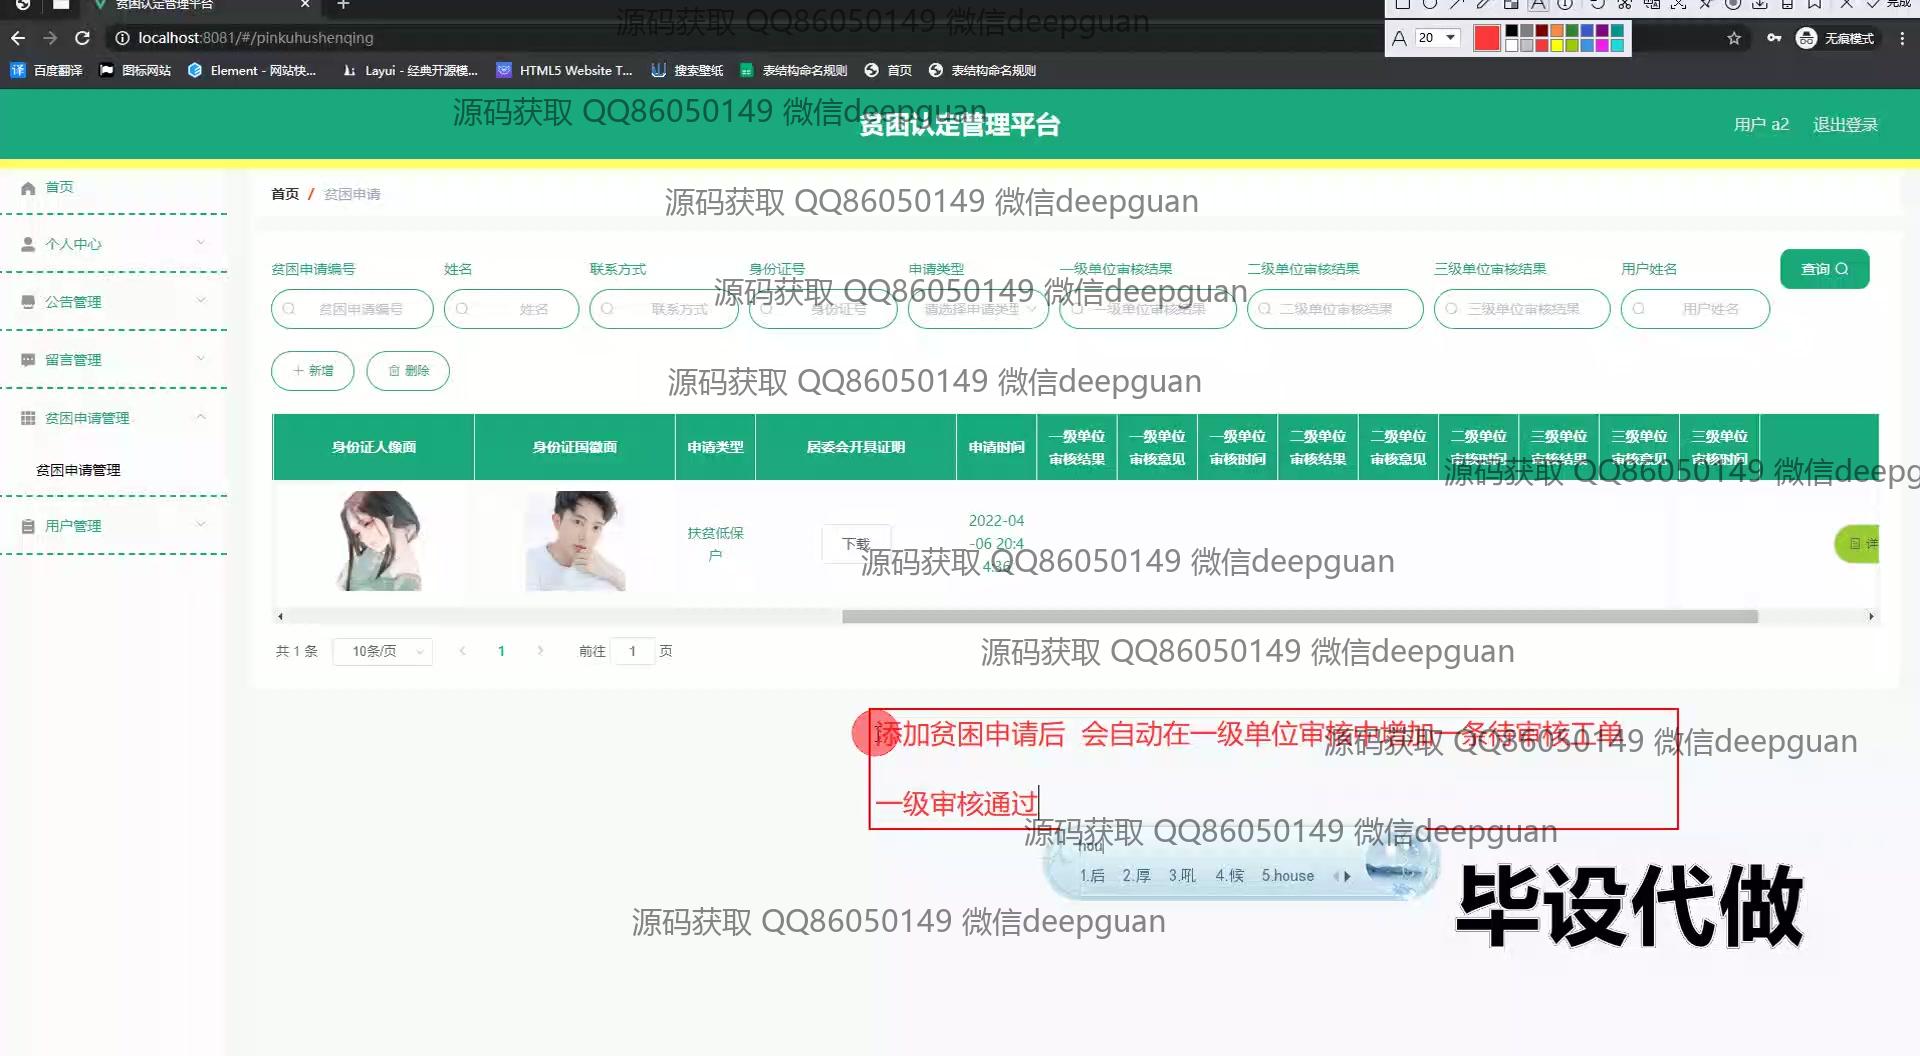 贫困认定管理平台
完成
localhost:8081/#/pinkuhushenqing
源码获取 QQ86050149 微信deepguan
20
无痕模式
百度翻译 图标网站 Element - 网站快... Layui - 经典开源模... HTML5 Website T... 搜索壁纸 表结构命名规则 首页 表结构命名规则
源码获取 QQ86050149 微信deepguan
贫困认定管理平台
用户 a2 退出登录
首页
个人中心
公告管理
留言管理
贫困申请管理
贫困申请管理
用户管理
首页 / 贫困申请
源码获取 QQ86050149 微信deepguan
贫困申请编号 姓名 联系方式 身份证号 申请类型 一级单位审核结果 二级单位审核结果 三级单位审核结果 用户姓名
查询
源码获取 QQ86050149 微信deepguan
贫困申请编号 姓名 联系方式 身份证号 请选择申请类型 一级单位审核结果 二级单位审核结果 三级单位审核结果 用户姓名
新增 删除
源码获取 QQ86050149 微信deepguan
身份证人像面 身份证国徽面 申请类型 居委会开具证明 申请时间 一级单位审核结果 一级单位审核意见 一级单位审核时间 二级单位审核结果 二级单位审核意见 二级单位审核时间 三级单位审核结果 三级单位审核意见 三级单位审核时间
源码获取 QQ86050149 微信deepg
扶贫低保
户
下载
2022-04
-06 20:4
4:36
详
源码获取 QQ86050149 微信deepguan
共 1 条 10条/页 1 前往 1 页
源码获取 QQ86050149 微信deepguan
添加贫困申请后 会自动在一级单位审核中增加一条待审核工单
源码获取 QQ86050149 微信deepguan
一级审核通过
源码获取 QQ86050149 微信deepguan
hou
1.后 2.厚 3.吼 4.候 5.house
毕设代做
源码获取 QQ86050149 微信deepguan